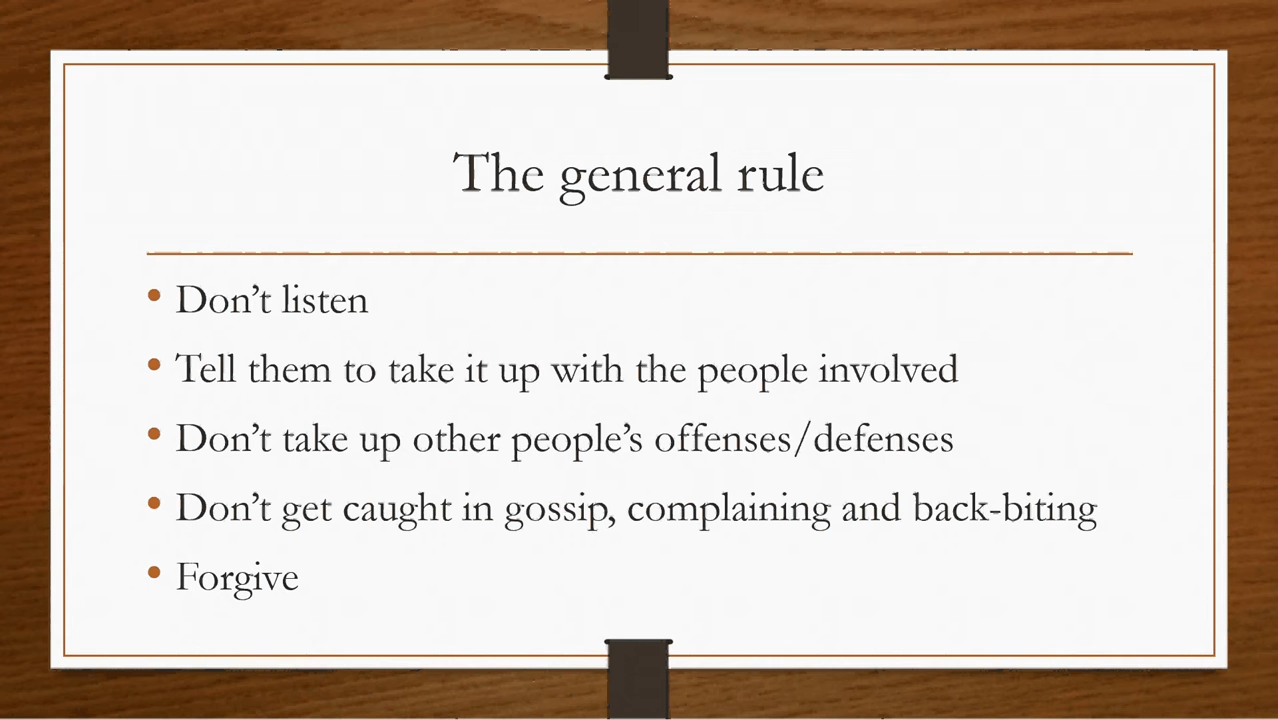 The general rule
• Don’t listen
• Tell them to take it up with the people involved
• Don’t take up other people’s offenses/defenses
• Don’t get caught in gossip, complaining and back-biting
• Forgive